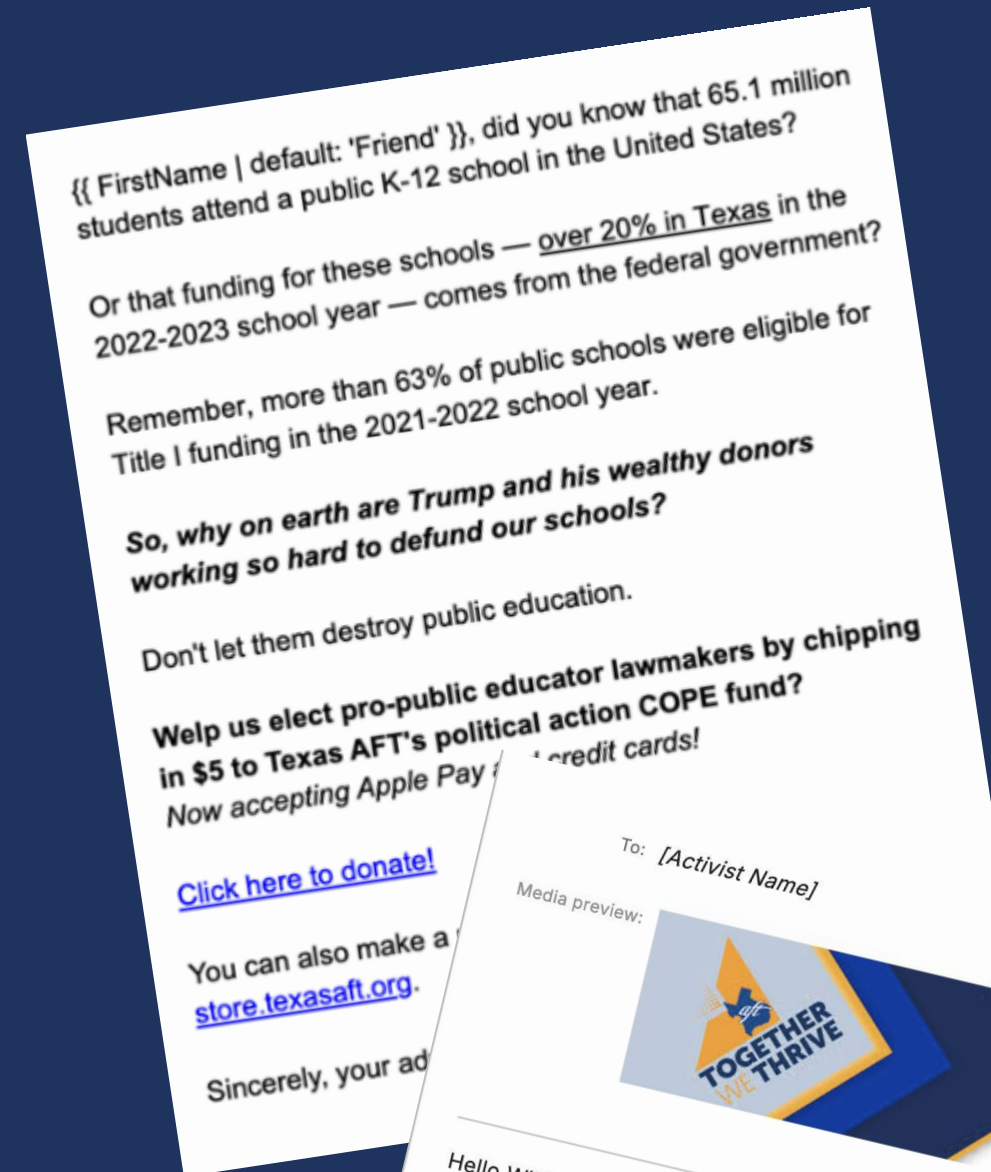 {{ FirstName | default: 'Friend' }}, did you know that 65.1 million
students attend a public K-12 school in the United States?
Or that funding for these schools — over 20% in Texas in the
2022-2023 school year — comes from the federal government?
Remember, more than 63% of public schools were eligible for
Title I funding in the 2021-2022 school year.
So, why on earth are Trump and his wealthy donors
working so hard to defund our schools?
Don't let them destroy public education.
Welp us elect pro-public educator lawmakers by chipping
in $5 to Texas AFT's political action COPE fund?
Now accepting Apple Pay credit cards!
Click here to donate!
You can also make a
store.texasaft.org.
Sincerely, your
To: [Activist Name]
Media preview:
aft
TOGETHER
WE THRIVE
Hello